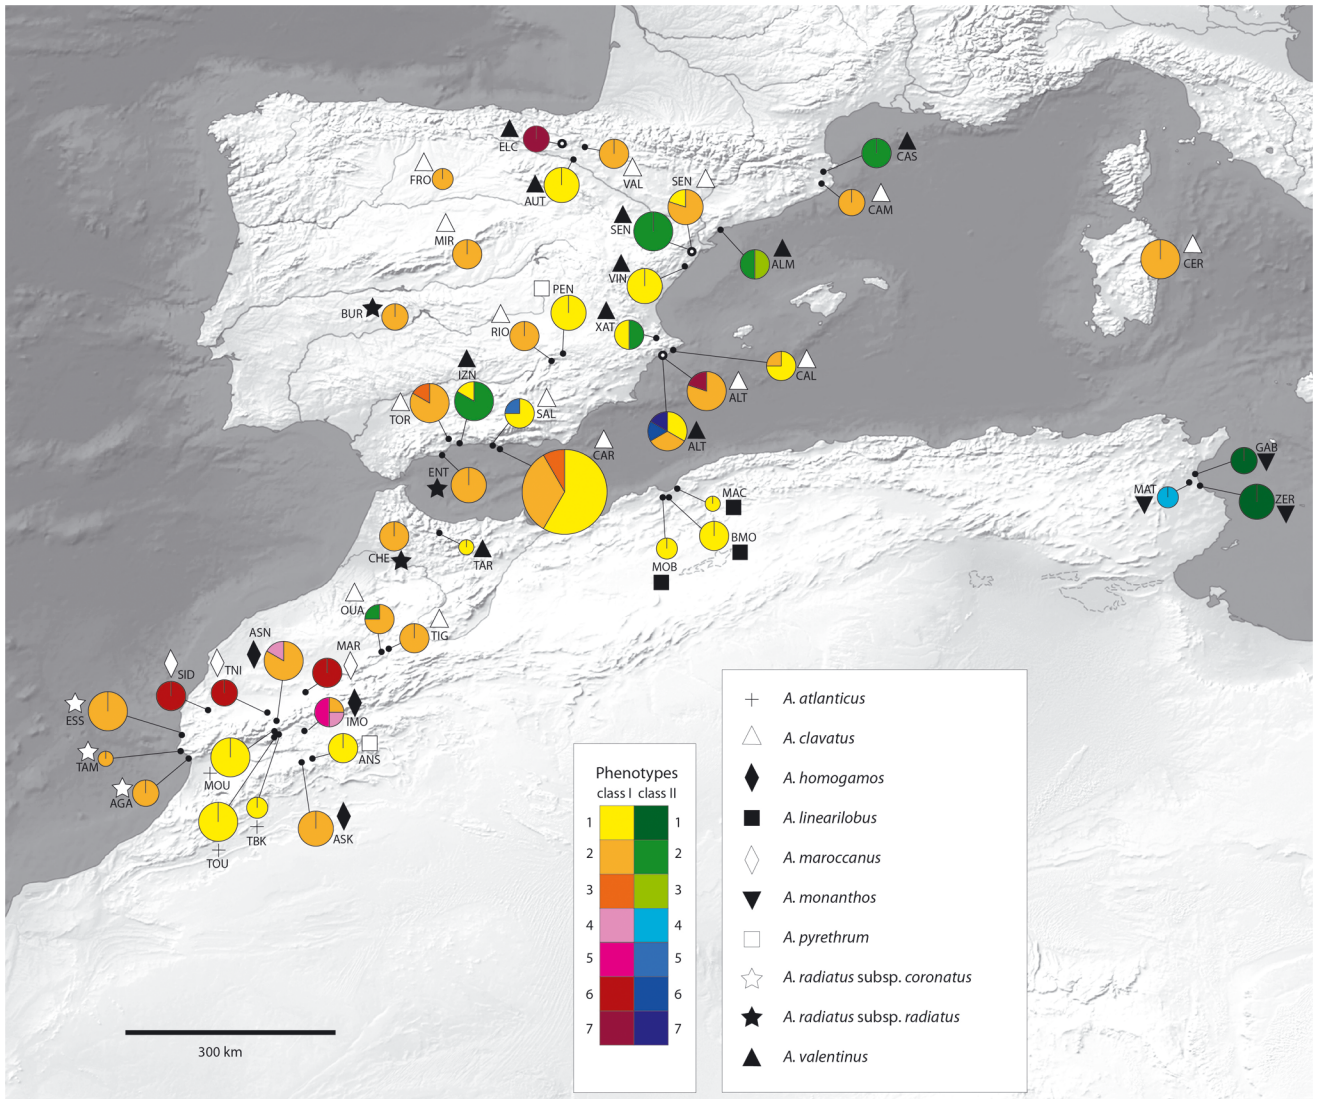 ELC
CAS
VAL
FRO
SEN
AUT
CAM
SEN
MIR
CER
ALM
VIN
PEN
BUR
XAT
RIO
IZN
CAL
ALT
TOR
SAL
ALT
CAR
GAB
ENT
MAT
MAC
ZER
BMO
CHE
TAR
MOB
OUA
TIG
ASN
MAR
SID
TNI
ESS
IMO
ANS
TAM
MOU
AGA
TBK
ASK
TOU
Phenotypes
class I class II
1 1
2 2
3 3
4 4
5 5
6 6
7 7
A. atlanticus
A. clavatus
A. homogamos
A. linearilobus
A. maroccanus
A. monanthos
A. pyrethrum
A. radiatus subsp. coronatus
A. radiatus subsp. radiatus
A. valentinus
300 km